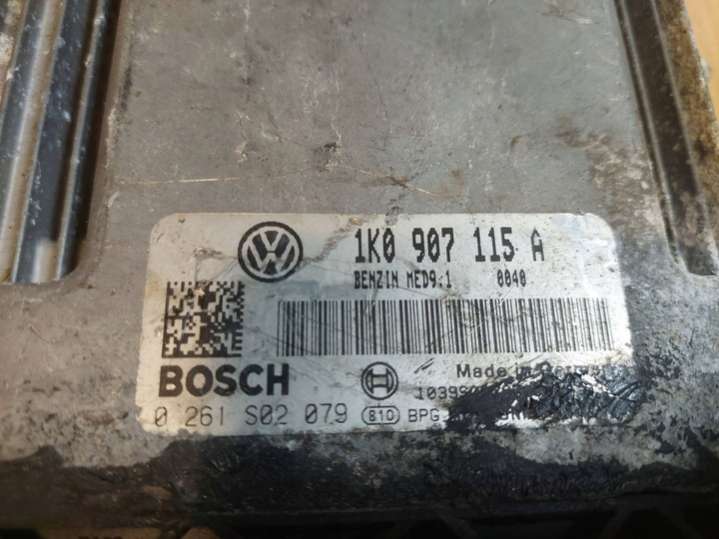 1K0 907 115 A
BENZIN MED9.1 0040
BOSCH
Made in
0 261 S02 079 810 BPG